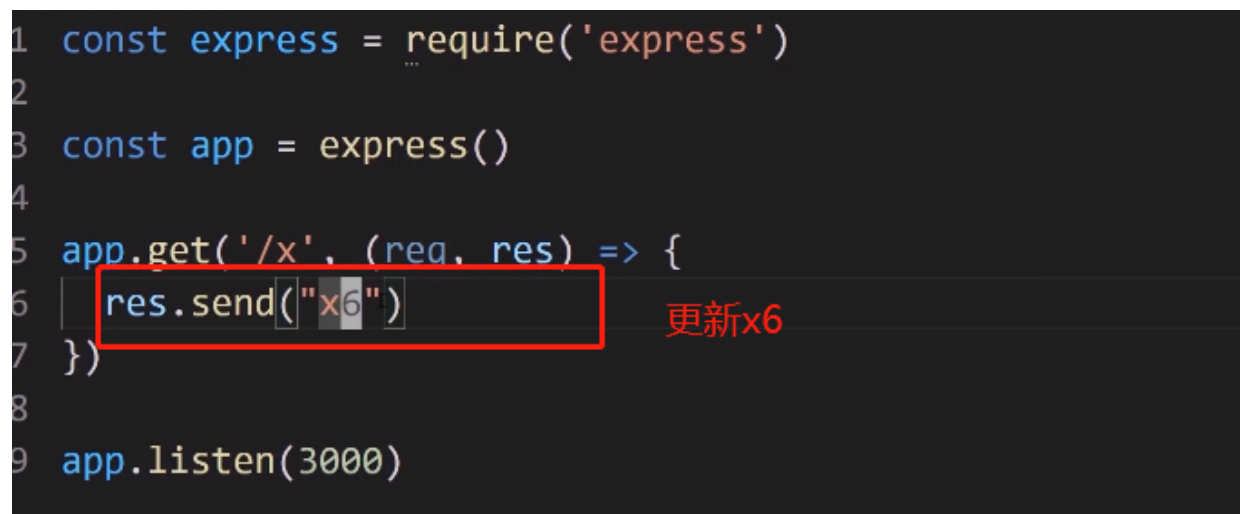 1 const express = require('express')
2
3 const app = express()
4
5 app.get('/x', (req, res) => {
6 res.send("x6")
更新x6
7 })
8
9 app.listen(3000)